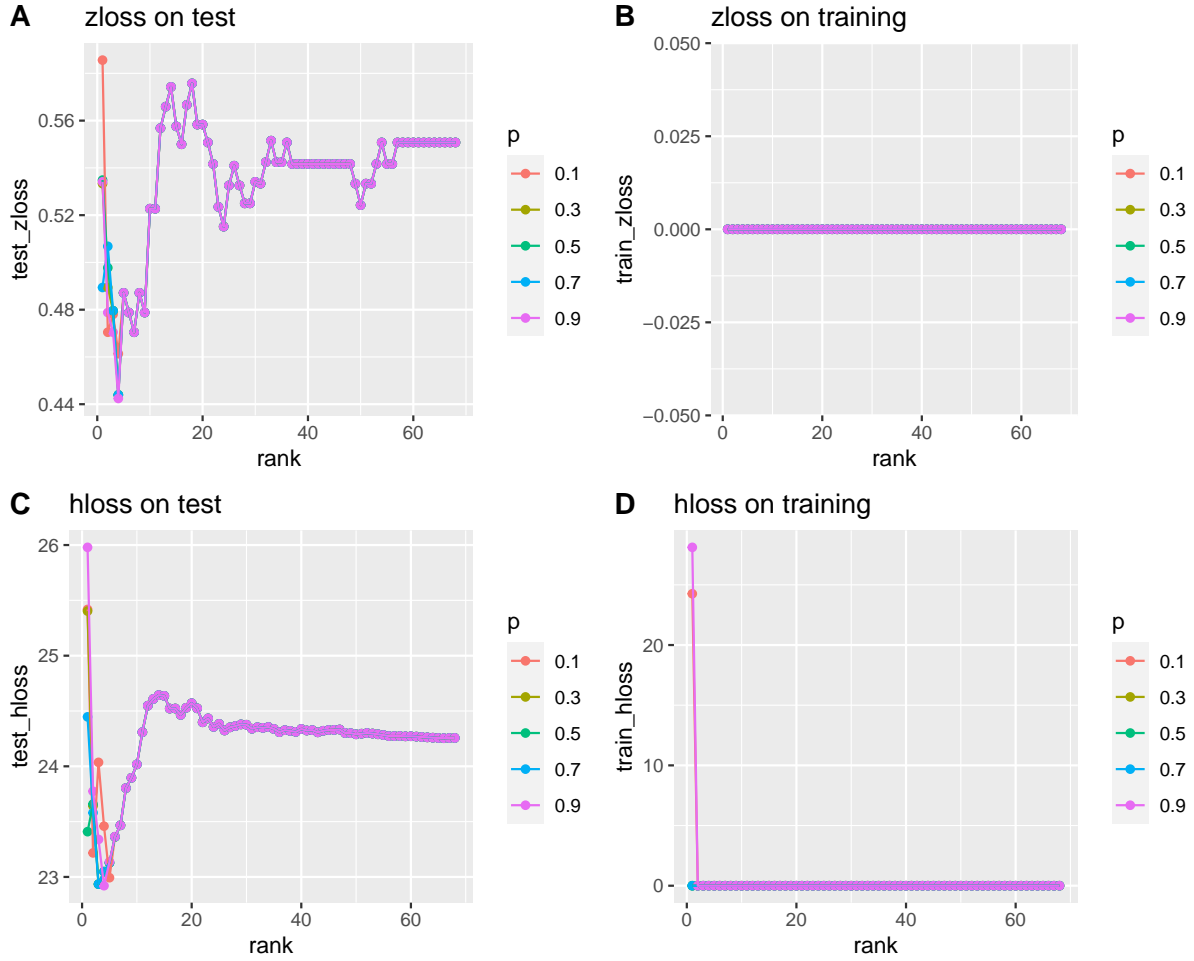 A zloss on test
0.56
0.52
0.48
0.44
test_zloss
0 20 40 60
rank
p
0.1
0.3
0.5
0.7
0.9
B zloss on training
0.050
0.025
0.000
−0.025
−0.050
train_zloss
0 20 40 60
rank
p
0.1
0.3
0.5
0.7
0.9
C hloss on test
26
25
24
23
test_hloss
0 20 40 60
rank
p
0.1
0.3
0.5
0.7
0.9
D hloss on training
20
10
0
train_hloss
0 20 40 60
rank
p
0.1
0.3
0.5
0.7
0.9